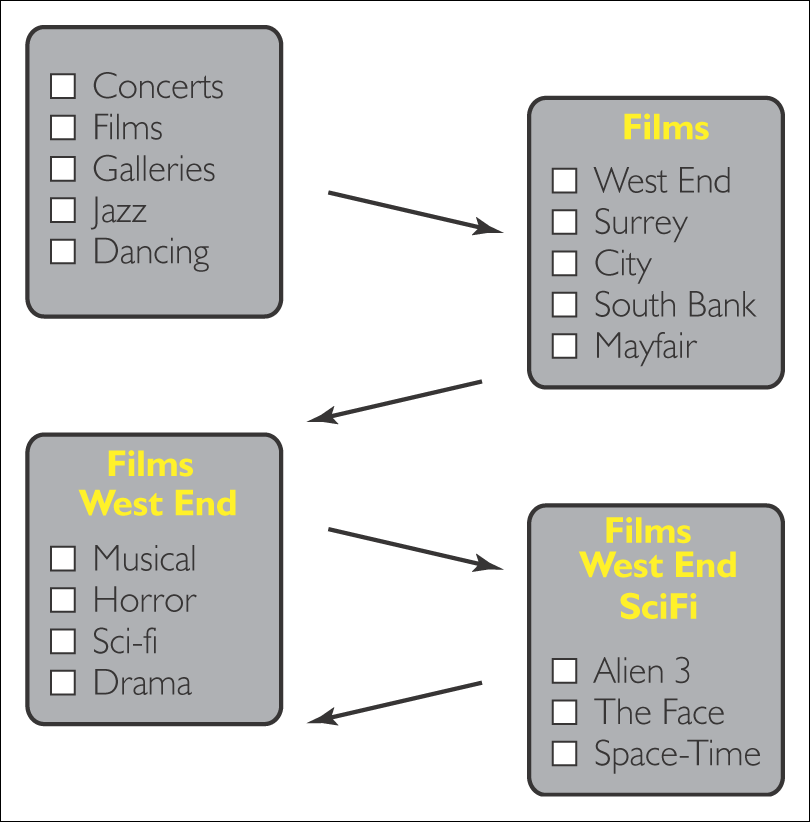 Concerts
Films
Galleries
Jazz
Dancing
Films
West End
Surrey
City
South Bank
Mayfair
Films
West End
Musical
Horror
Sci-fi
Drama
Films
West End
SciFi
Alien 3
The Face
Space-Time